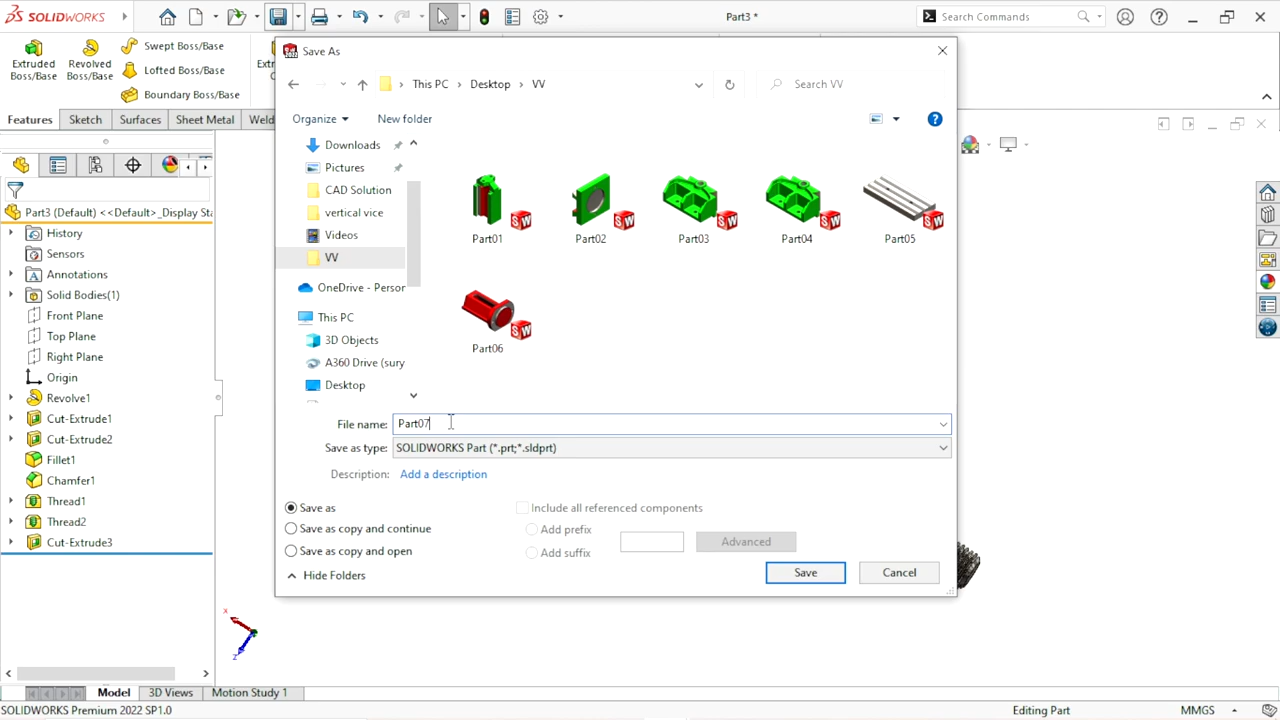 SOLIDWORKS
Part3 *
Search Commands
Extruded
Boss/Base
Revolved
Boss/Base
Swept Boss/Base
Lofted Boss/Base
Boundary Boss/Base
Features
Sketch
Surfaces
Sheet Metal
Part3 (Default) <<Default>_Display Sta
History
Sensors
Annotations
Solid Bodies(1)
Front Plane
Top Plane
Right Plane
Origin
Revolve1
Cut-Extrude1
Cut-Extrude2
Fillet1
Chamfer1
Thread1
Thread2
Cut-Extrude3
Save As
This PC
Desktop
VV
Search VV
Organize
New folder
Downloads
Pictures
CAD Solution
vertical vice
Videos
VV
OneDrive - Person
This PC
3D Objects
A360 Drive (sury
Desktop
Part01
Part02
Part03
Part04
Part05
Part06
File name:
Part07
Save as type:
SOLIDWORKS Part (*.prt;*.sldprt)
Description:
Add a description
Save as
Save as copy and continue
Save as copy and open
Include all referenced components
Add prefix
Add suffix
Advanced
Hide Folders
Save
Cancel
Model
3D Views
Motion Study 1
SOLIDWORKS Premium 2022 SP1.0
Editing Part
MMGS